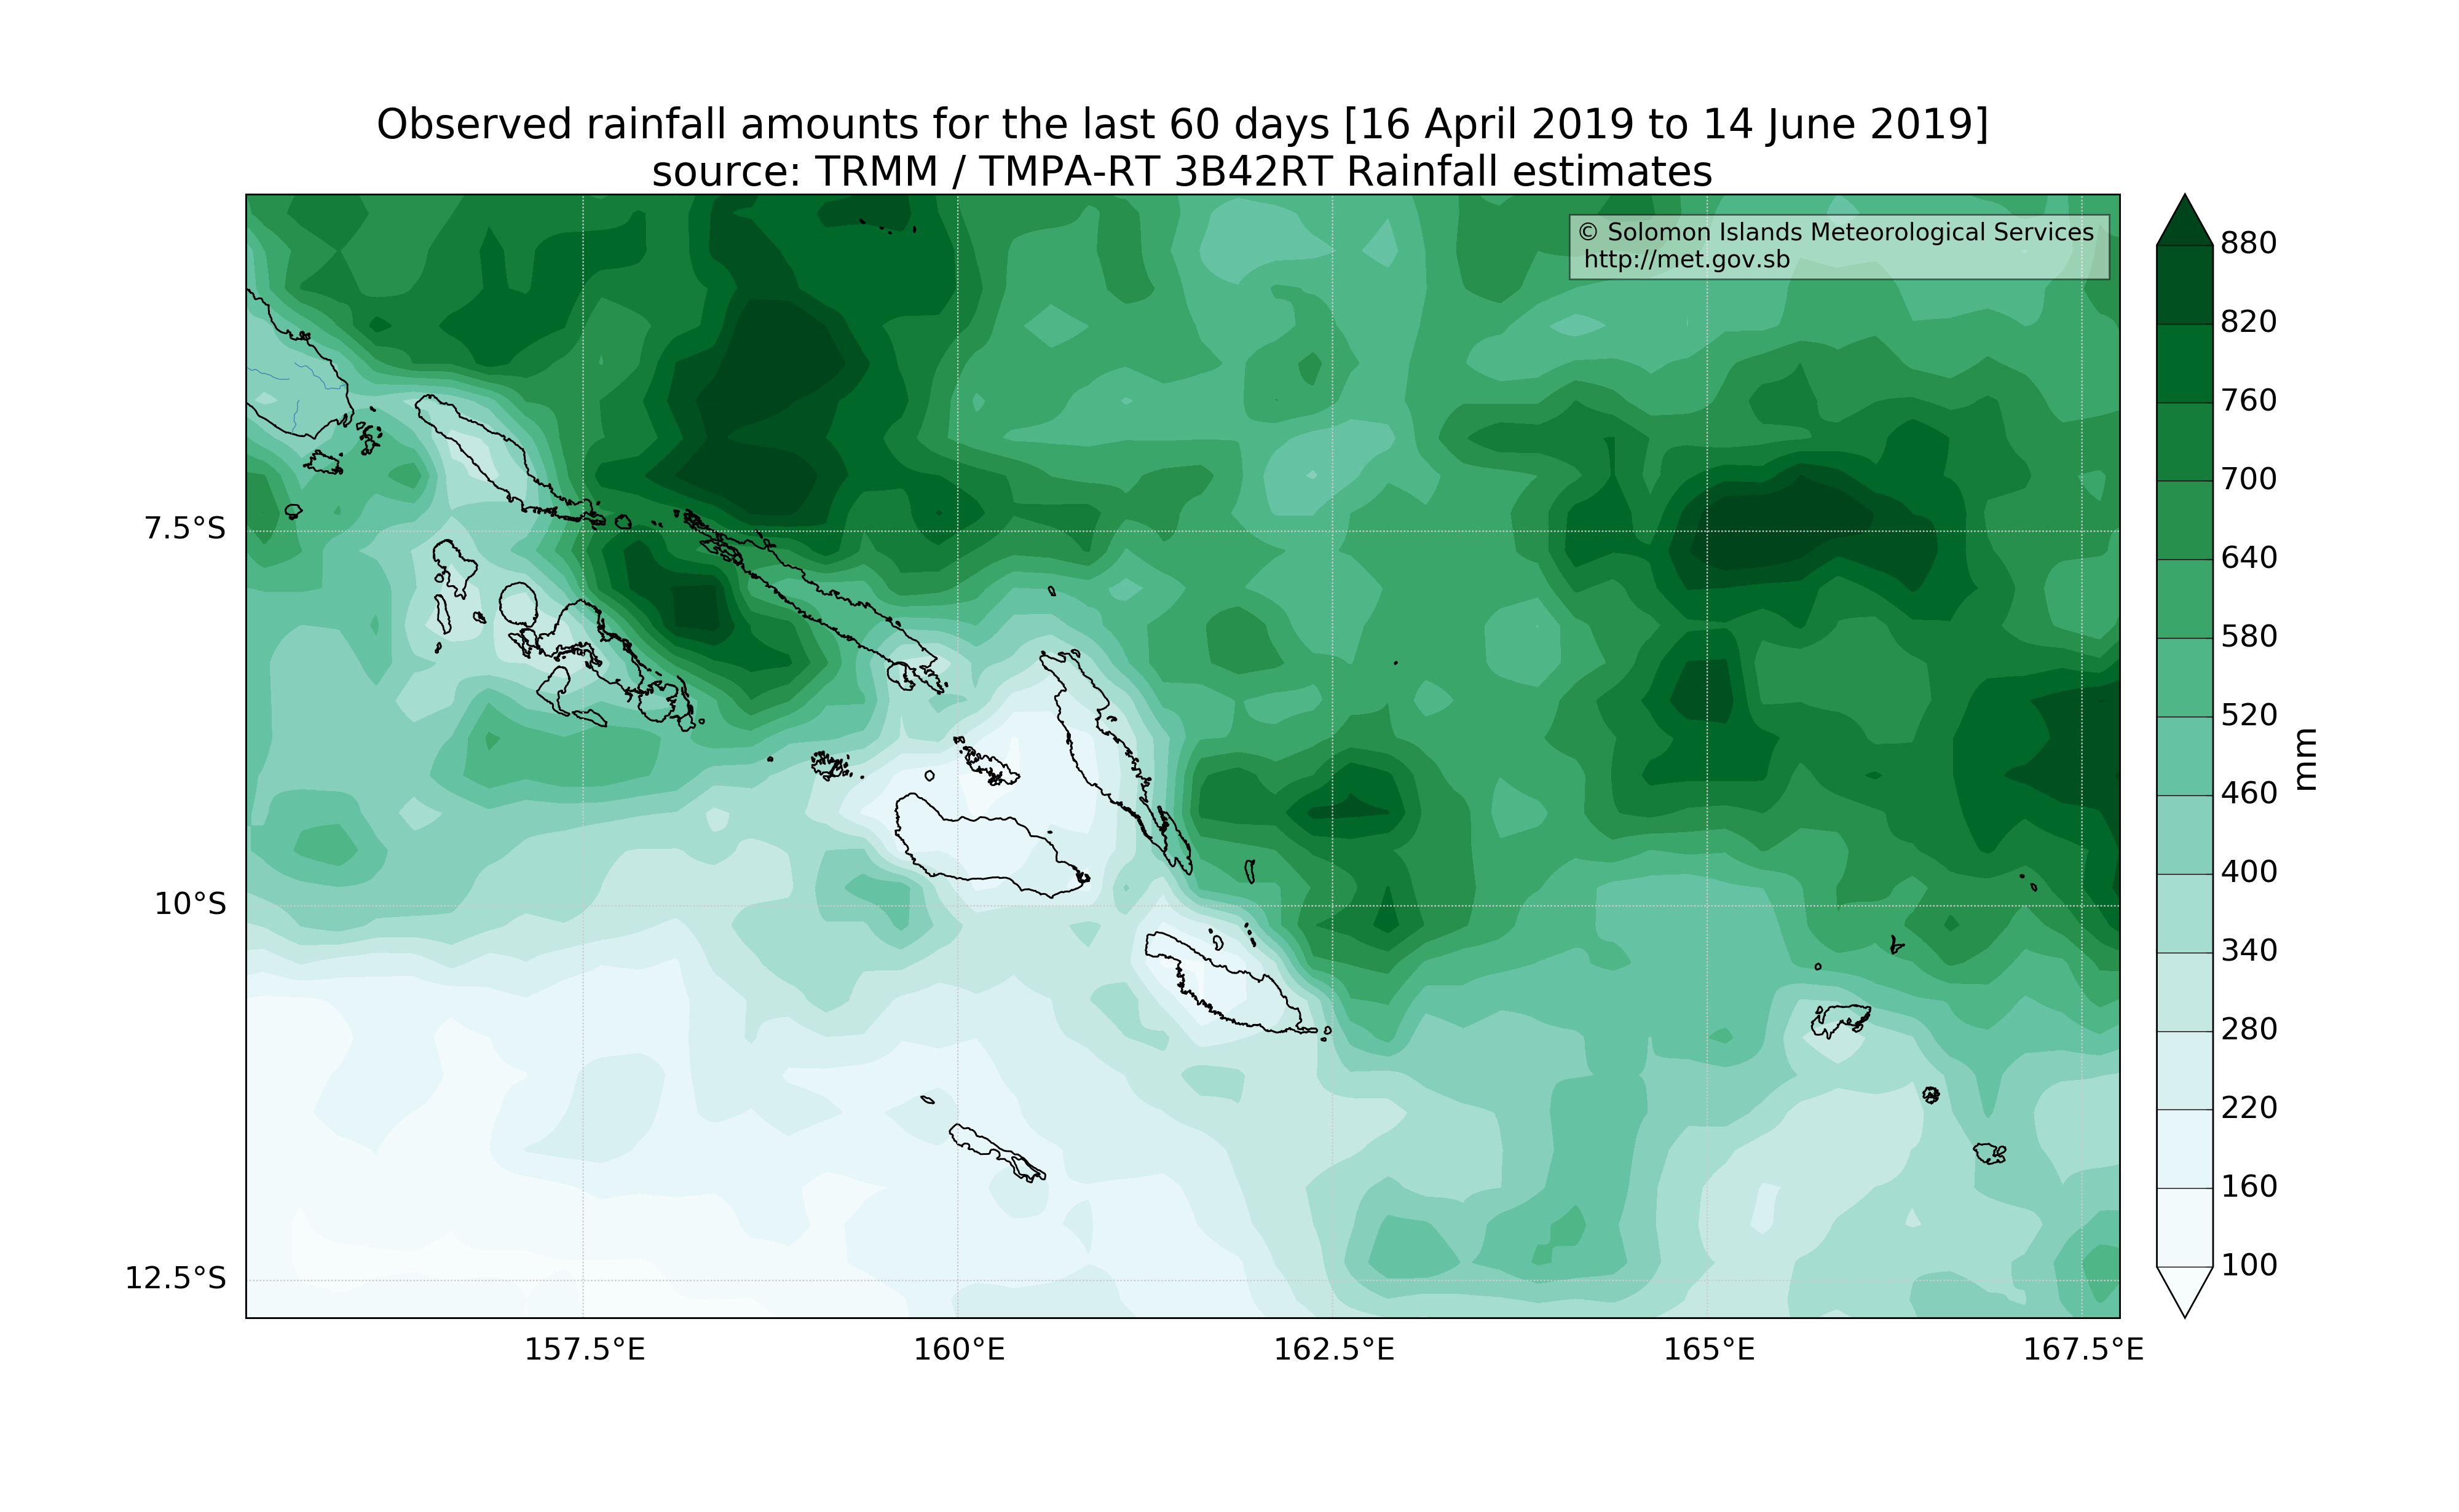 Observed rainfall amounts for the last 60 days [16 April 2019 to 14 June 2019]
source: TRMM / TMPA-RT 3B42RT Rainfall estimates
© Solomon Islands Meteorological Services
http://met.gov.sb
7.5°S
10°S
12.5°S
157.5°E
160°E
162.5°E
165°E
167.5°E
880
820
760
700
640
580
520
460
400
340
280
220
160
100
mm